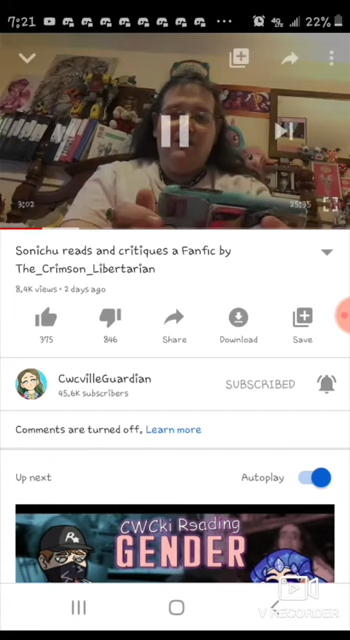 7:21
4G
22%
3:02
25:35
Sonichu reads and critiques a Fanfic by
The_Crimson_Libertarian
8.4K views • 2 days ago
375
846
Share
Download
Save
CwcvilleGuardian
45.6K subscribers
SUBSCRIBED
Comments are turned off. Learn more
Up next
Autoplay
CWCki Reading
GENDER
R
V RECORDER